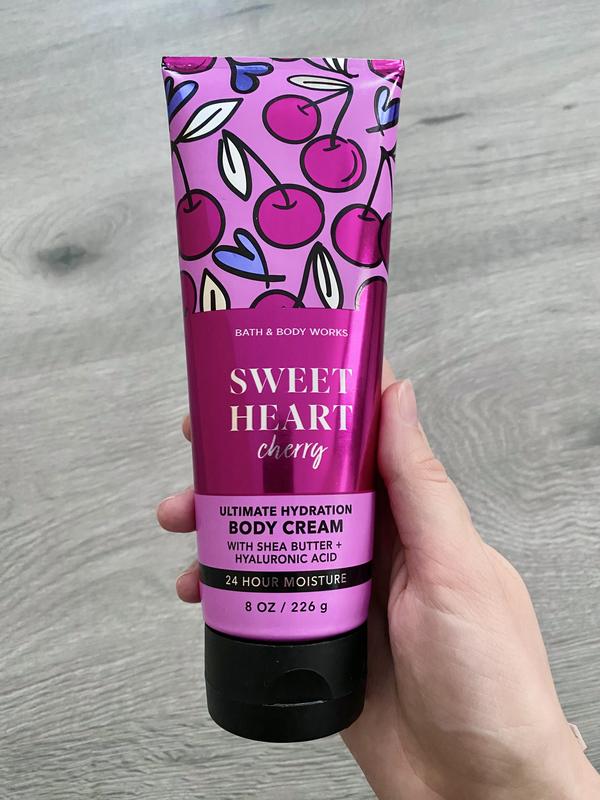 BATH & BODY WORKS
SWEET
HEART
cherry
ULTIMATE HYDRATION
BODY CREAM
WITH SHEA BUTTER +
HYALURONIC ACID
24 HOUR MOISTURE
8 OZ / 226 g